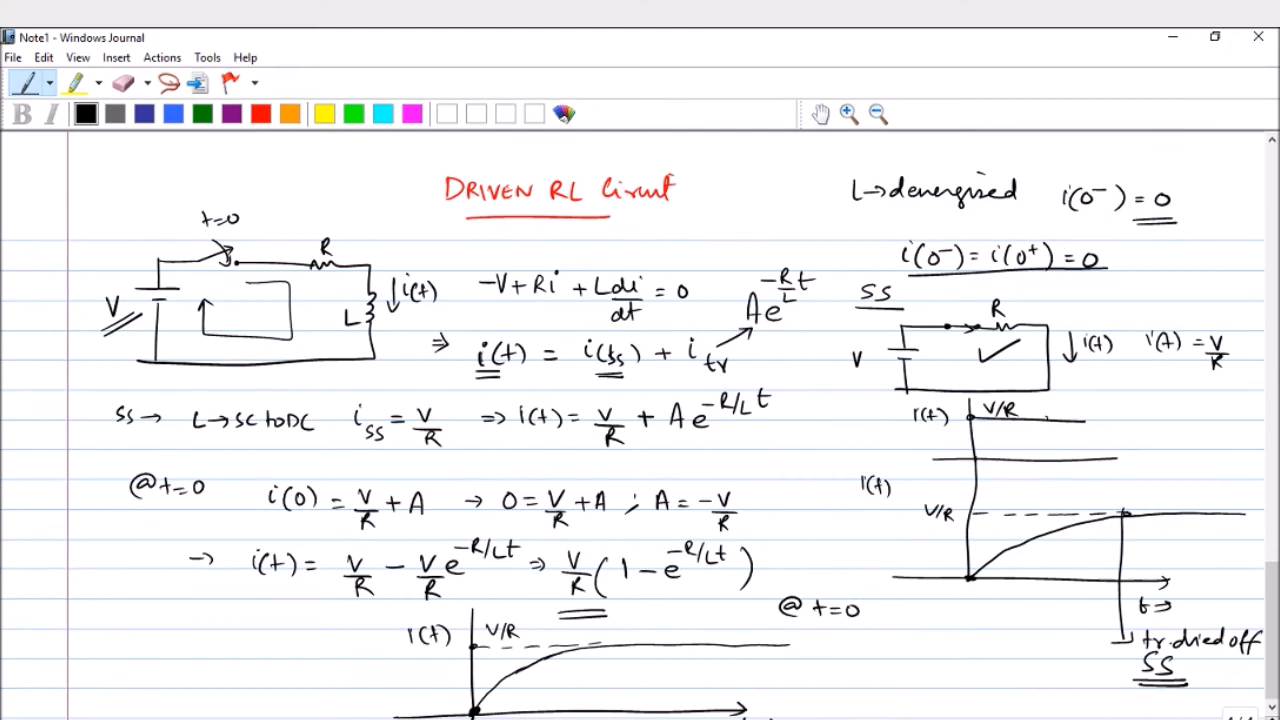 Note1 - Windows Journal
File Edit View Insert Actions Tools Help
B I
DRIVEN RL Circuit
L→denergised i(0⁻) = 0
t=0
R
V
L
i(t)
-V + Ri + L di/dt = 0
Ae^(-R/L t)
i(0⁻) = i(0⁺) = 0
SS
R
V
i(t)
i(t) = V/R
⇒ i(t) = i(ss) + i_tr
SS → L→SC to DC i_ss = V/R ⇒ i(t) = V/R + Ae^(-R/L t)
i(t) V/R
@t=0 i(0) = V/R + A → 0 = V/R + A ; A = -V/R
i(t)
V/R
→ i(t) = V/R - V/R e^(-R/L t) ⇒ V/R (1 - e^(-R/L t))
@ t=0
t→
i(t) V/R
tr.died off
SS